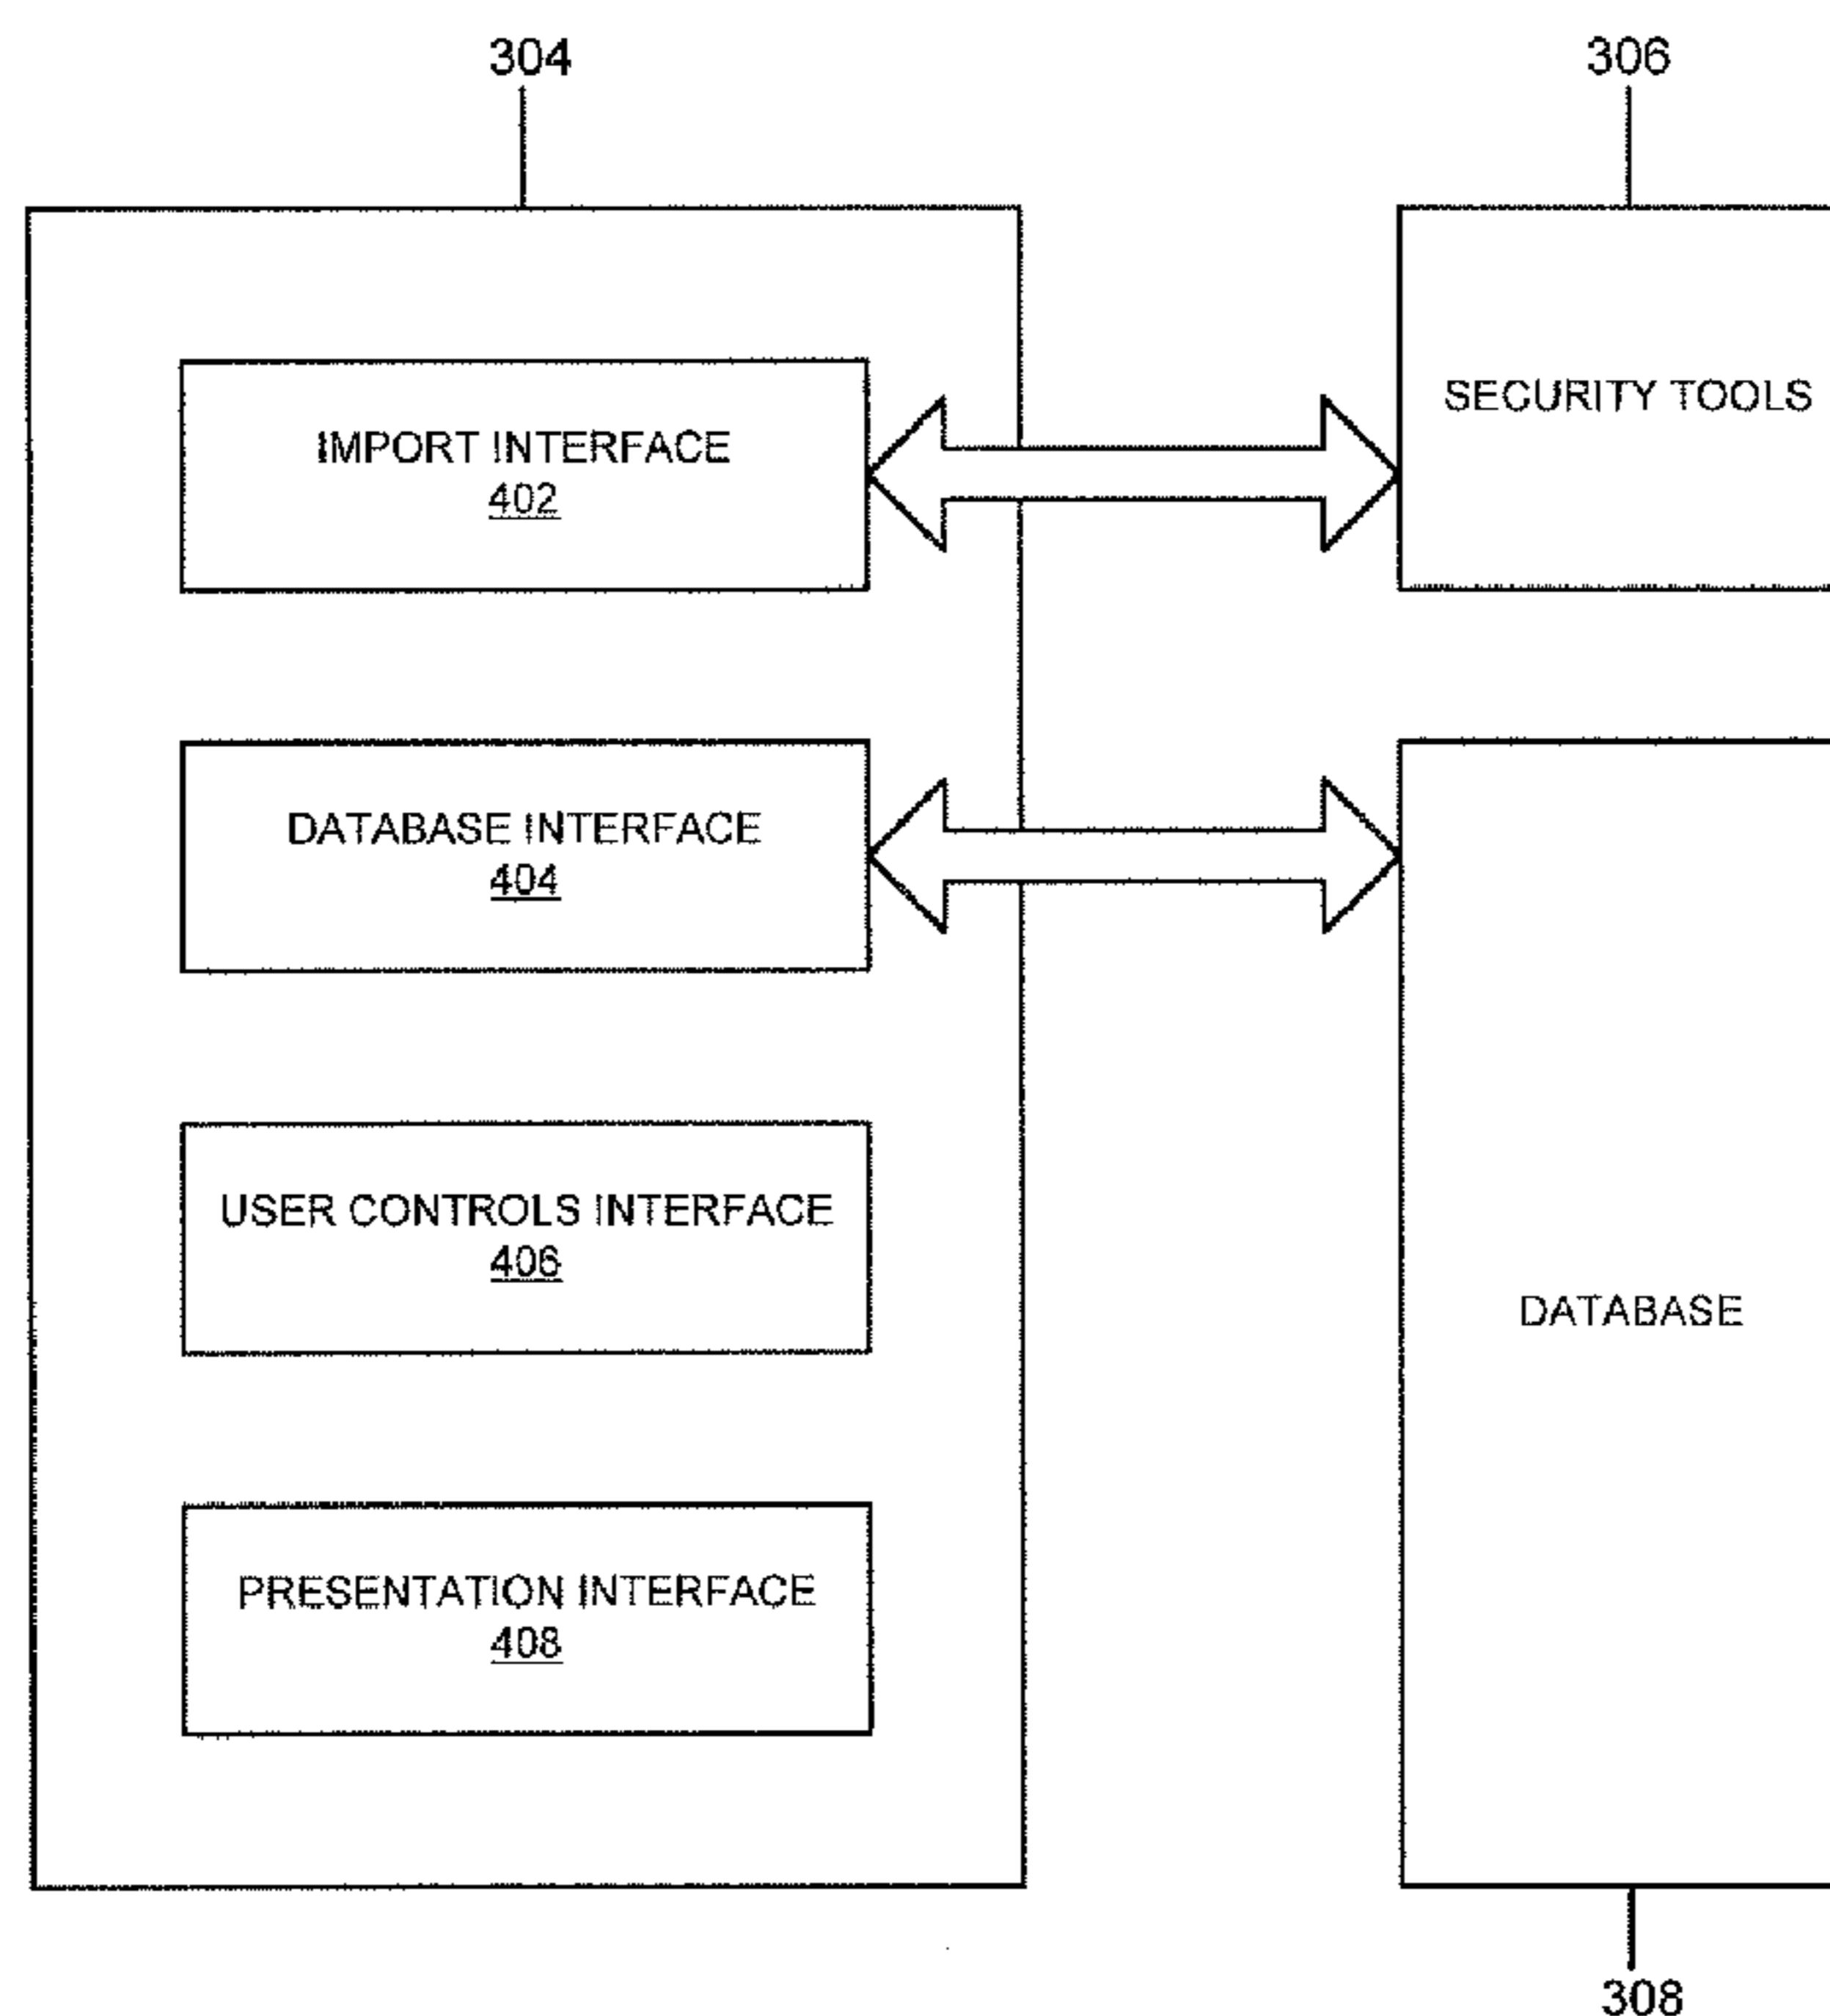 304
306
IMPORT INTERFACE
402
SECURITY TOOLS
DATABASE INTERFACE
404
USER CONTROLS INTERFACE
406
DATABASE
PRESENTATION INTERFACE
408
308